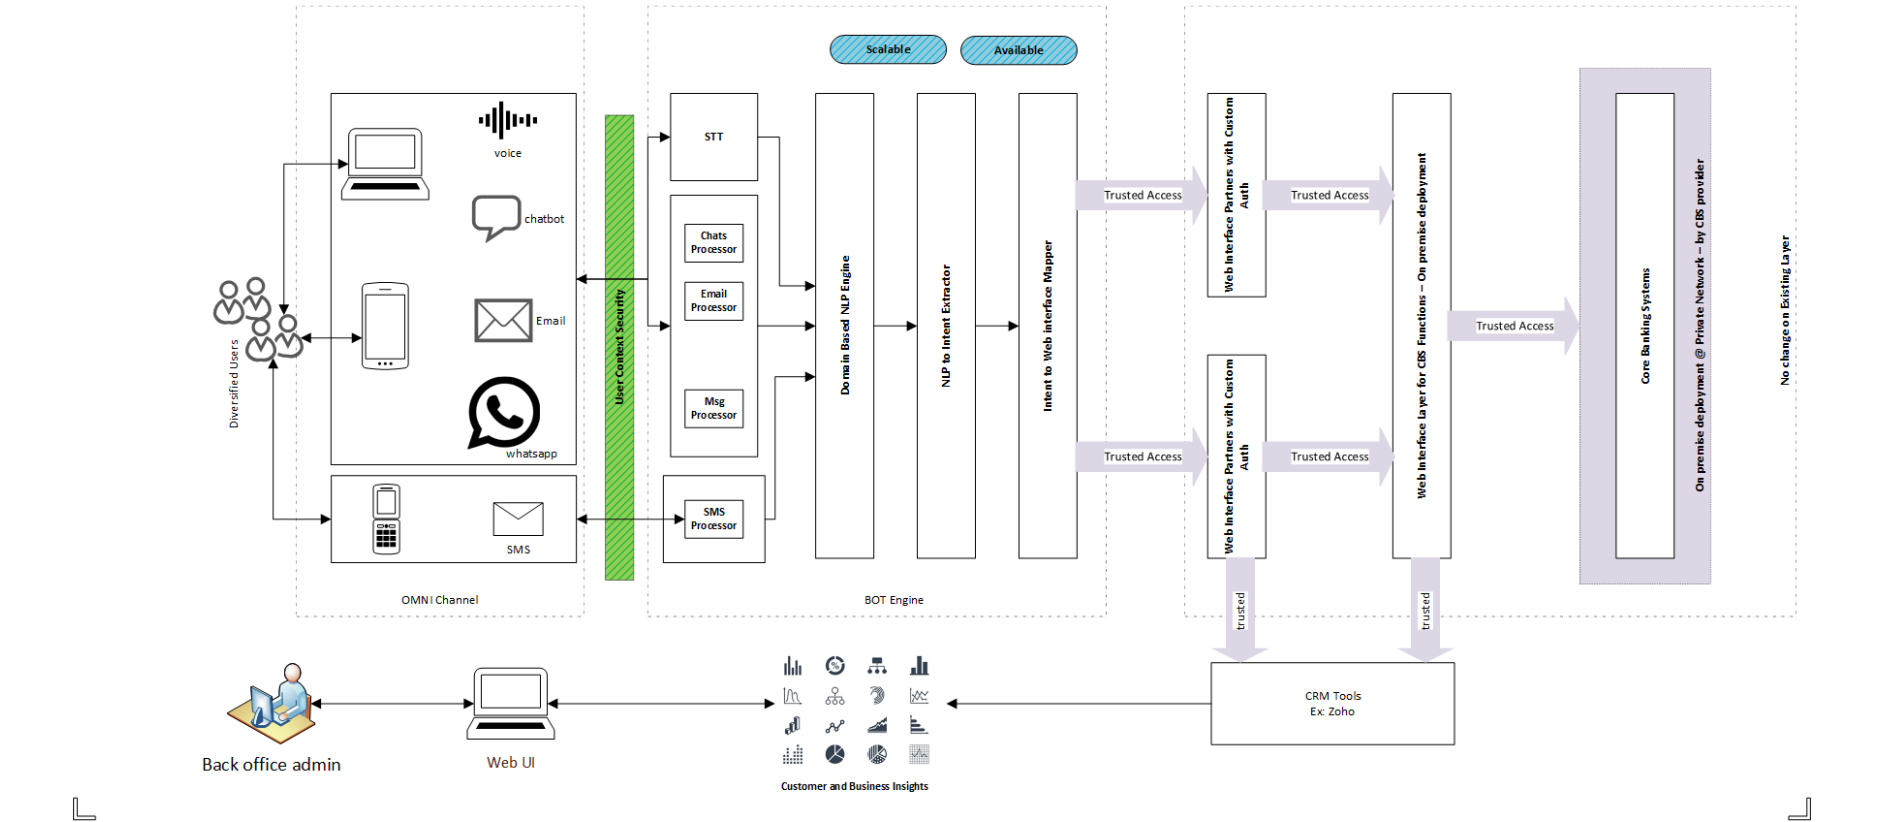 Scalable
Available
voice
chatbot
Email
whatsapp
SMS
Diversified Users
OMNI Channel
User Context Security
STT
Chats
Processor
Email
Processor
Msg
Processor
SMS
Processor
Domain Based NLP Engine
NLP to Intent Extractor
Intent to Web interface Mapper
BOT Engine
Trusted Access
Trusted Access
Web Interface Partners with Custom
Auth
Web Interface Partners with Custom
Auth
Trusted Access
Trusted Access
Web Interface Layer for CBS Functions – On premise deployment
Trusted Access
Core Banking Systems
On premise deployment @ Private Network – by CBS provider
No change on Existing Layer
trusted
trusted
CRM Tools
Ex: Zoho
%
Customer and Business Insights
Web UI
Back office admin